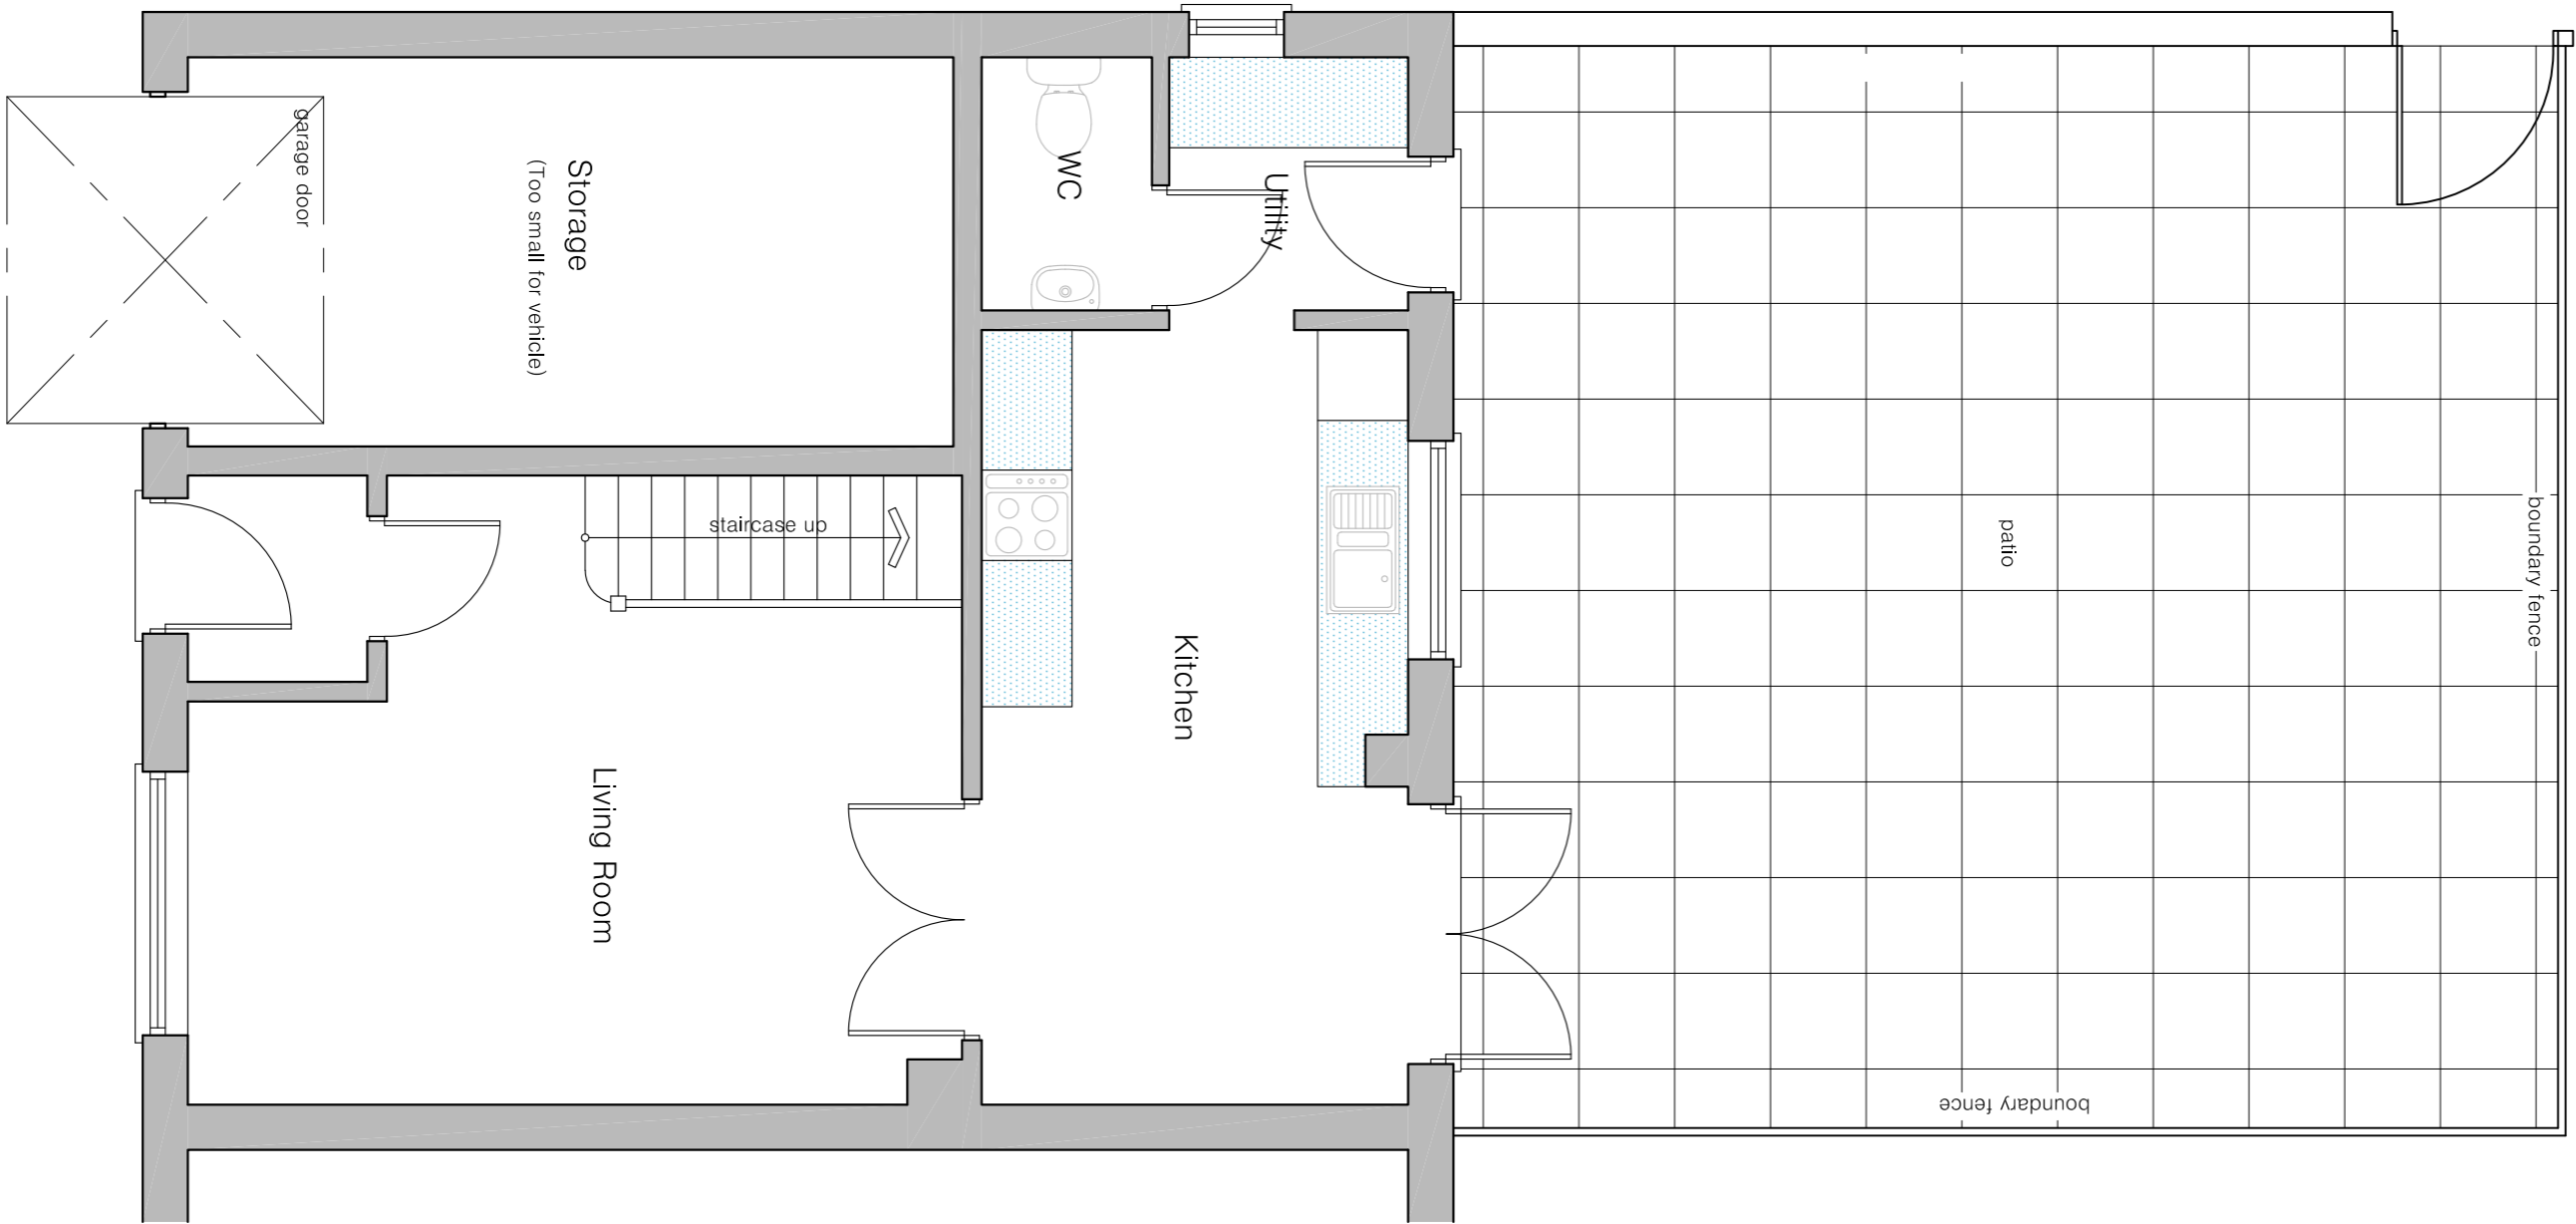 garage door
Storage
(Too small for vehicle)
WC
Utility
staircase up
Kitchen
Living Room
patio
boundary fence
boundary fence